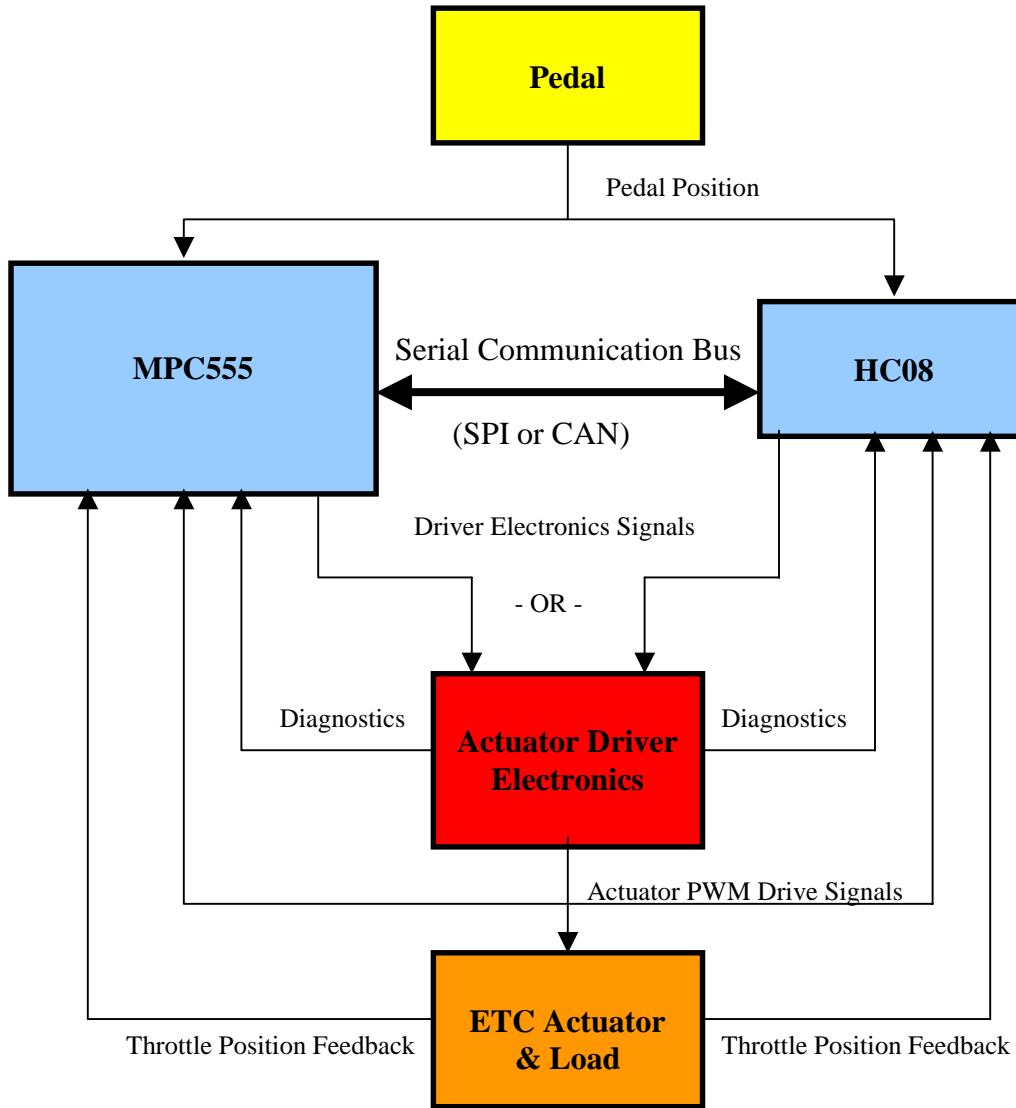 Pedal
Pedal Position
MPC555
Serial Communication Bus
(SPI or CAN)
HC08
Driver Electronics Signals
- OR -
Diagnostics
Actuator Driver
Electronics
Diagnostics
Actuator PWM Drive Signals
ETC Actuator
& Load
Throttle Position Feedback
Throttle Position Feedback